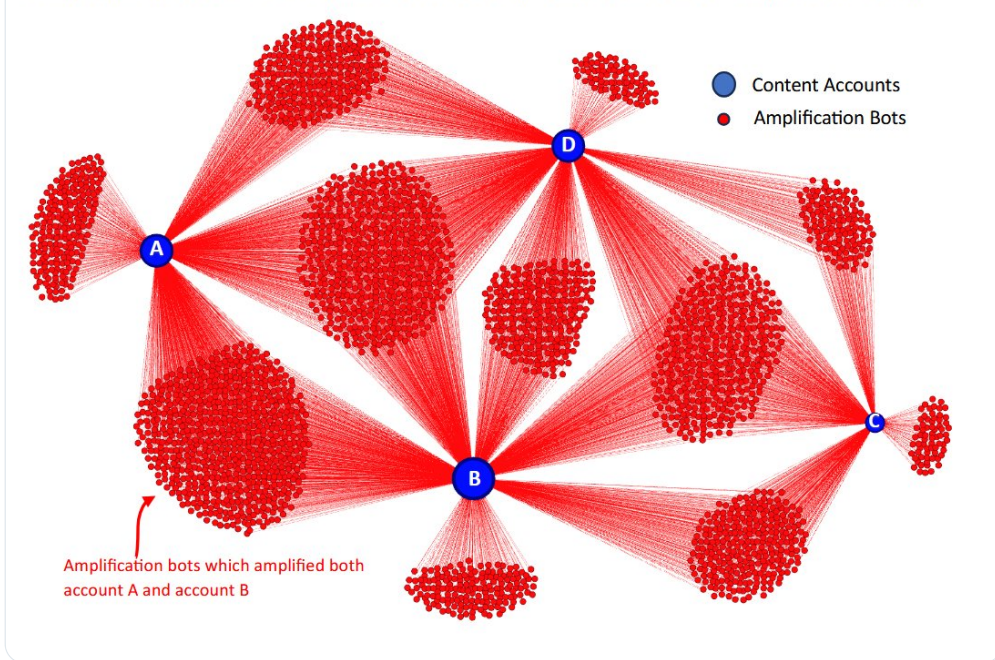 D
Content Accounts
Amplification Bots
A
C
B
Amplification bots which amplified both
account A and account B